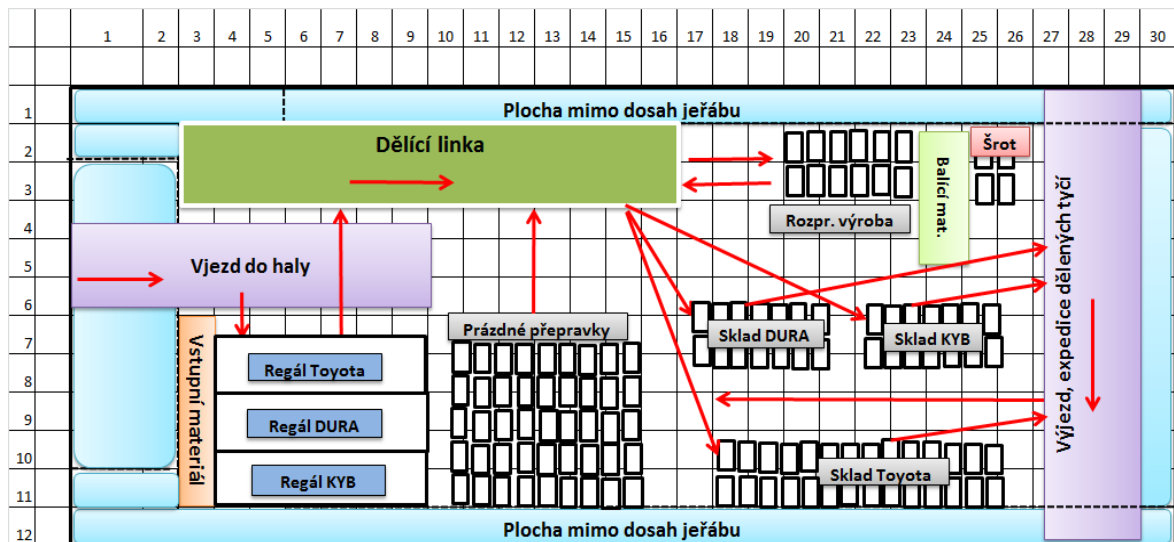 1 2 3 4 5 6 7 8 9 10 11 12 13 14 15 16 17 18 19 20 21 22 23 24 25 26 27 28 29 30
1
Plocha mimo dosah jeřábu
2
Dělící linka
Šrot
3
Balící mat.
Rozpr. výroba
4
Vjezd do haly
5
6
Prázdné přepravky
Sklad DURA
Sklad KYB
7
Vstupní materiál
Regál Toyota
Výjezd, expedice dělených tyčí
8
9
Regál DURA
10
Regál KYB
Sklad Toyota
11
12
Plocha mimo dosah jeřábu